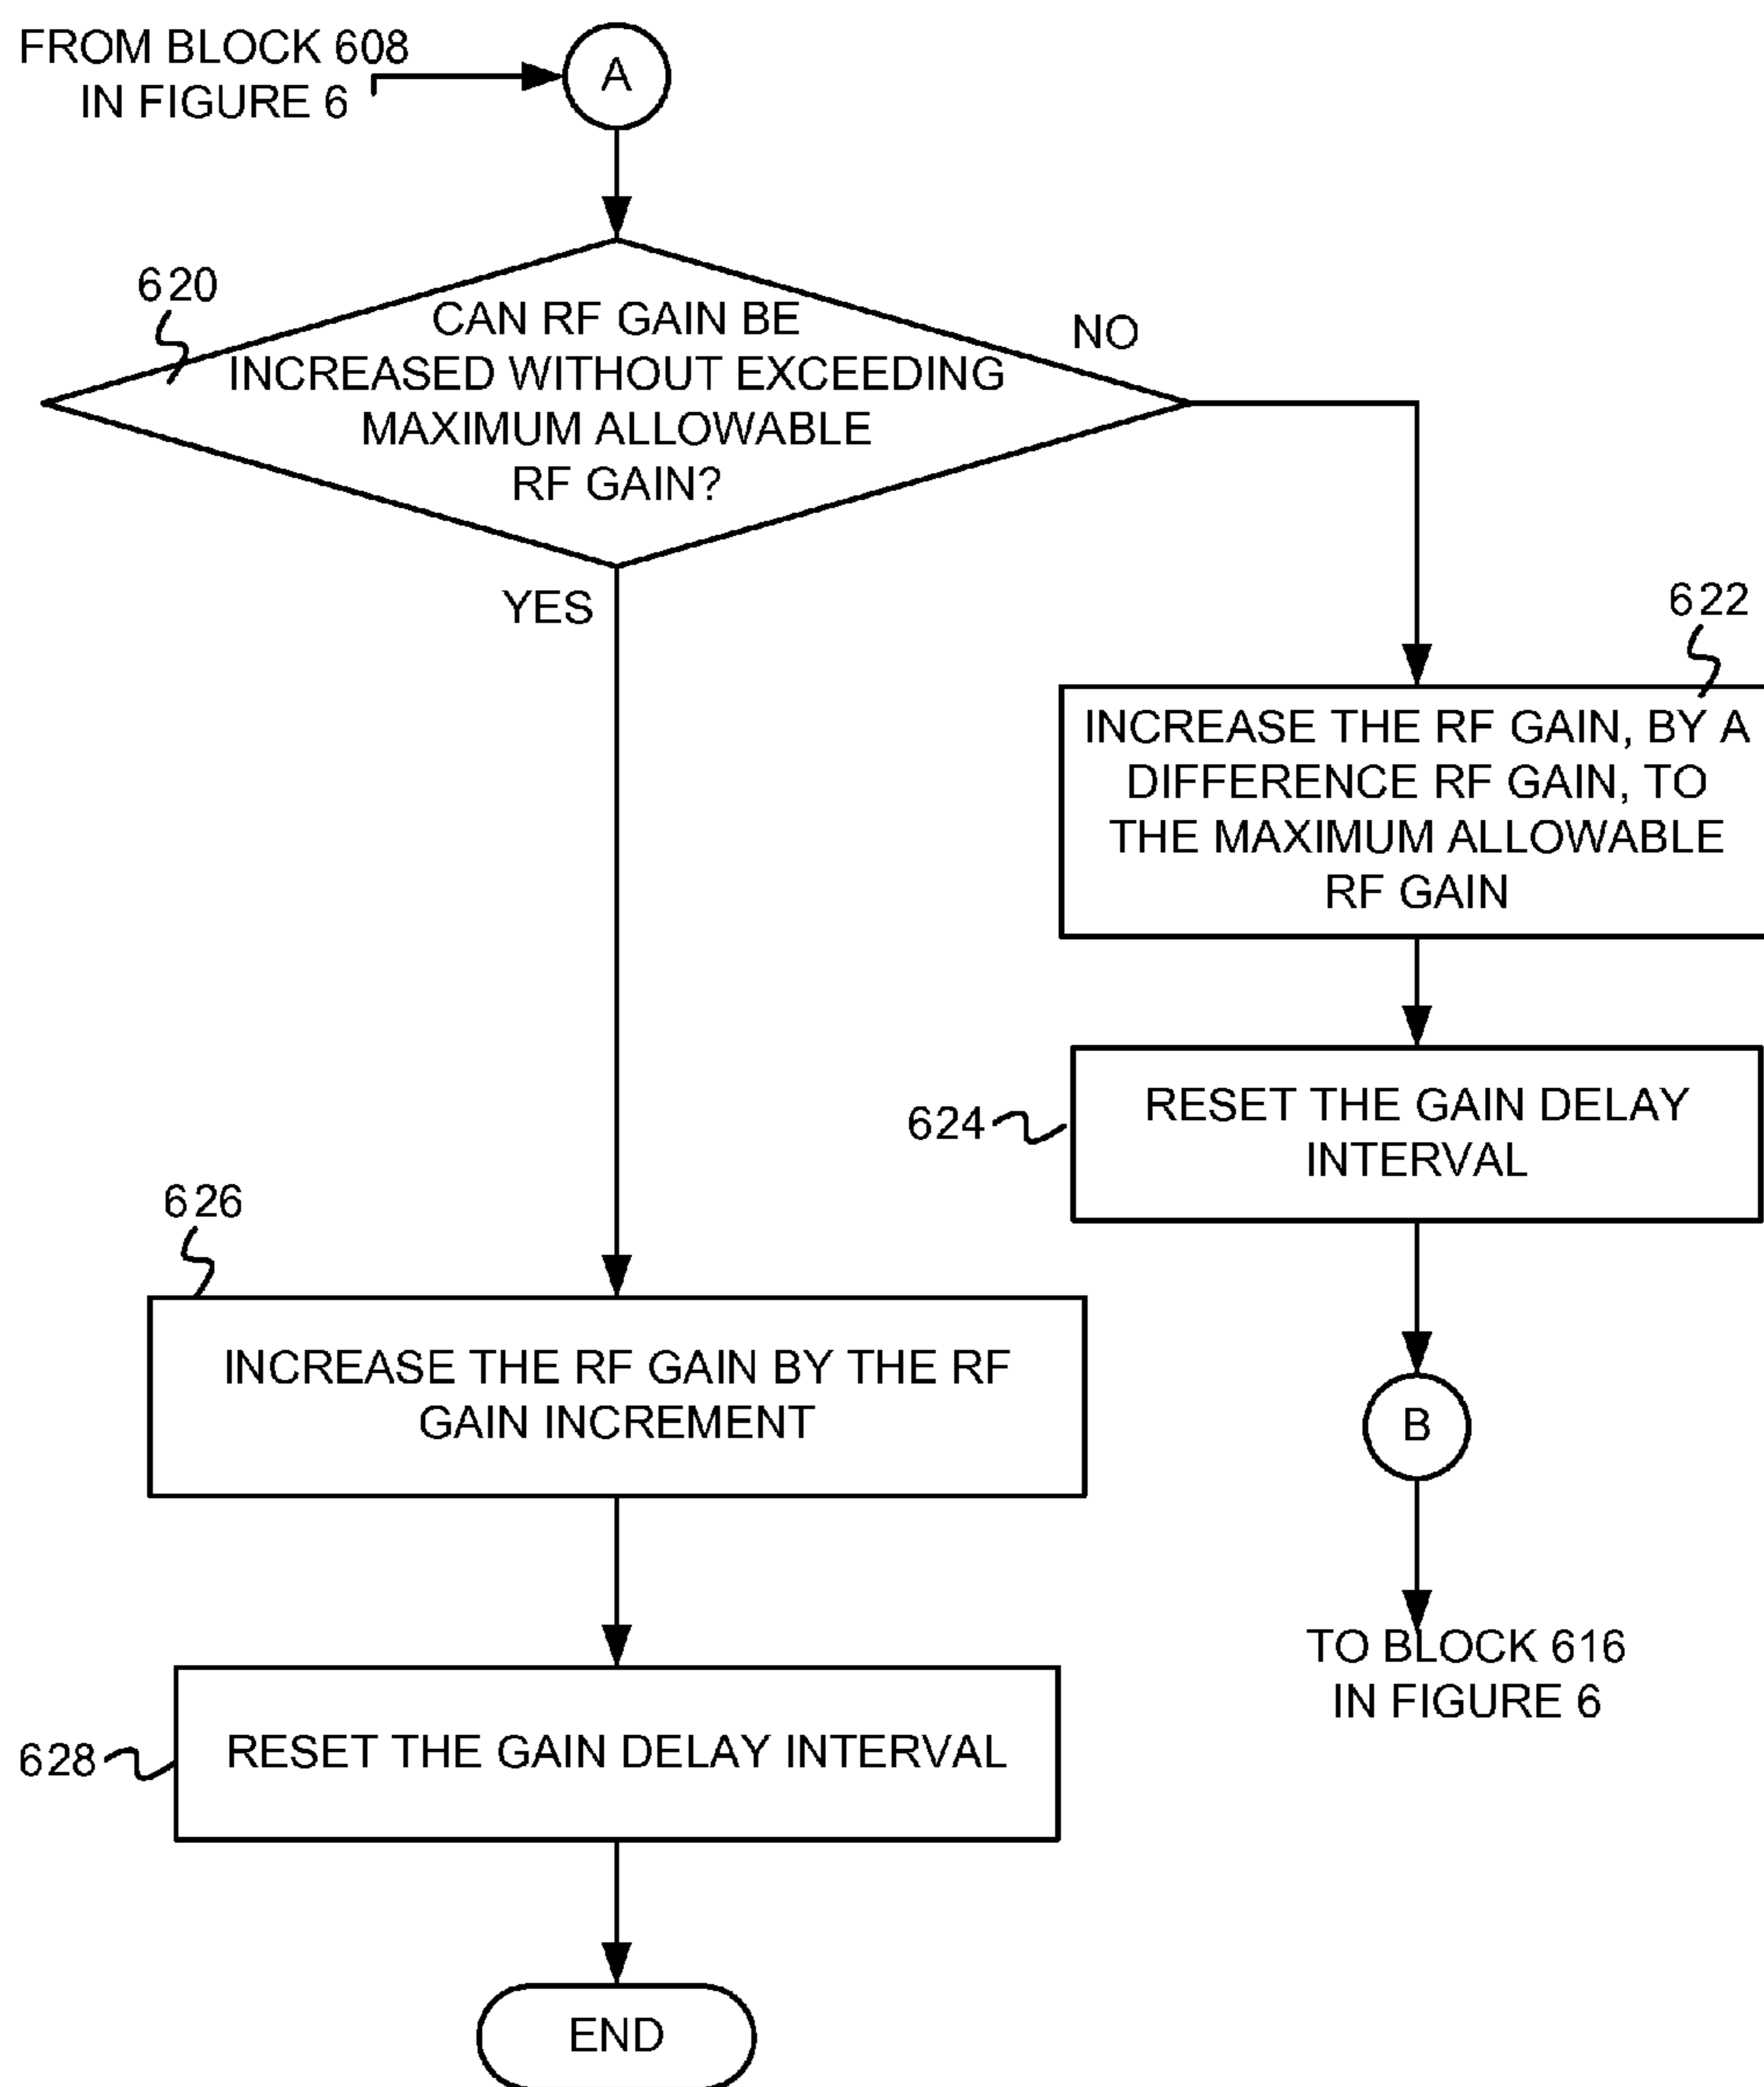 FROM BLOCK 608
IN FIGURE 6
A
620
CAN RF GAIN BE
INCREASED WITHOUT EXCEEDING
MAXIMUM ALLOWABLE
RF GAIN?
NO
YES
622
INCREASE THE RF GAIN, BY A
DIFFERENCE RF GAIN, TO
THE MAXIMUM ALLOWABLE
RF GAIN
624
RESET THE GAIN DELAY
INTERVAL
626
INCREASE THE RF GAIN BY THE RF
GAIN INCREMENT
B
TO BLOCK 616
IN FIGURE 6
628
RESET THE GAIN DELAY INTERVAL
END